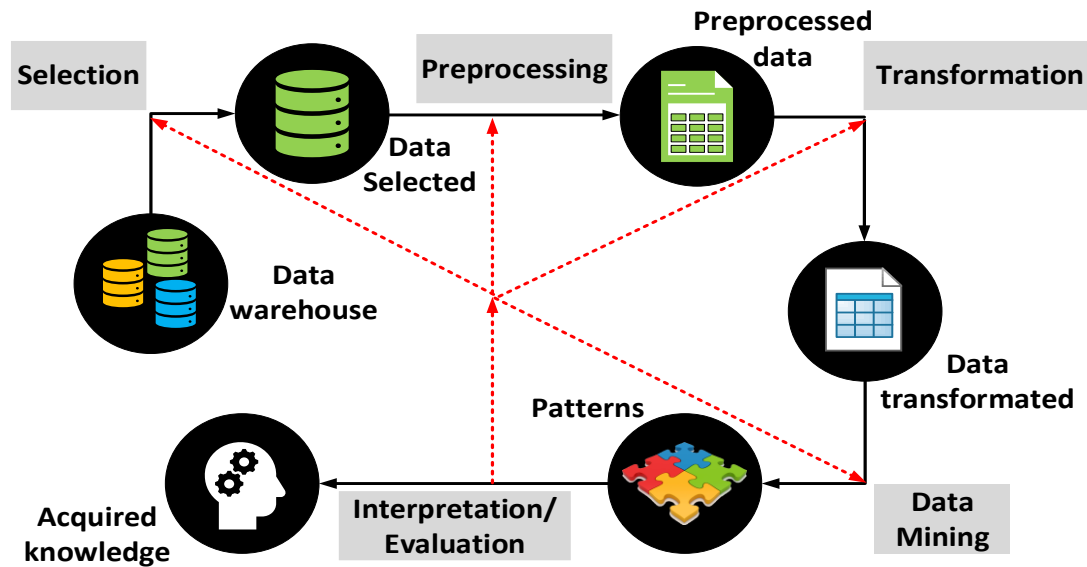 Selection
Preprocessing
Preprocessed
data
Transformation
Data
Selected
Data
warehouse
Data
transformated
Patterns
Data
Mining
Interpretation/
Evaluation
Acquired
knowledge